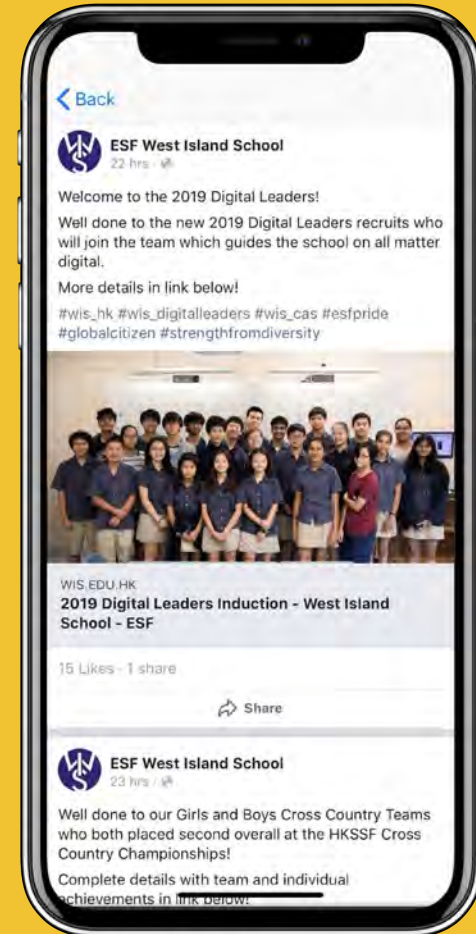 Back
ESF West Island School
22 hrs
Welcome to the 2019 Digital Leaders!
Well done to the new 2019 Digital Leaders recruits who
will join the team which guides the school on all matter
digital.
More details in link below!
#wis_hk #wis_digitalleaders #wis_cas #esfpride
#globalcitizen #strengthfromdiversity
WIS.EDU.HK
2019 Digital Leaders Induction - West Island
School - ESF
15 Likes · 1 share
Share
WIS
ESF West Island School
23 hrs
Well done to our Girls and Boys Cross Country Teams
who both placed second overall at the HKSSF Cross
Country Championships!
Complete details with team and individual
achievements in link below!